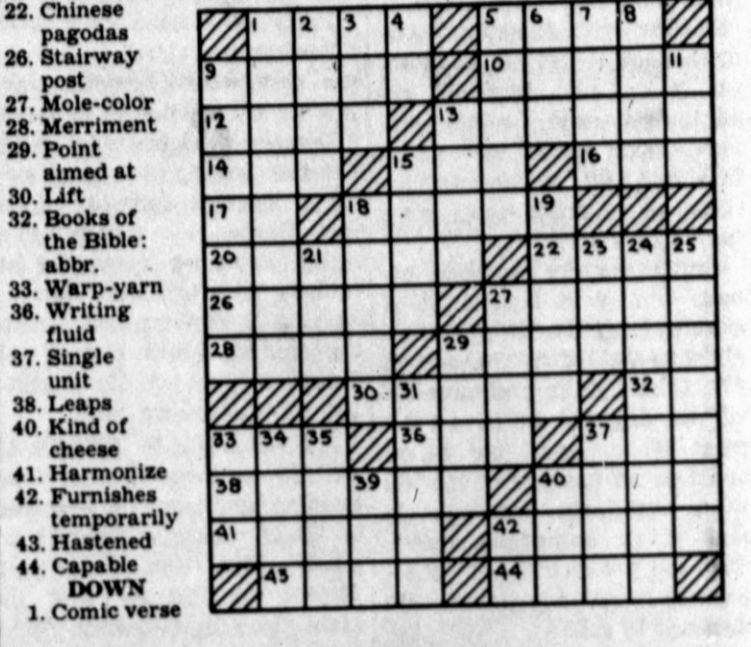 22. Chinese
pagodas
26. Stairway
post
27. Mole-color
28. Merriment
29. Point
aimed at
30. Lift
32. Books of
the Bible:
abbr.
33. Warp-yarn
36. Writing
fluid
37. Single
unit
38. Leaps
40. Kind of
cheese
41. Harmonize
42. Furnishes
temporarily
43. Hastened
44. Capable
DOWN
1. Comic verse
1 2 3 4 5 6 7 8
9 10 11
12 13
14 15 16
17 18 19
20 21 22 23 24 25
26 27
28 29
30 31 32
33 34 35 36 37
38 39 40
41 42
43 44